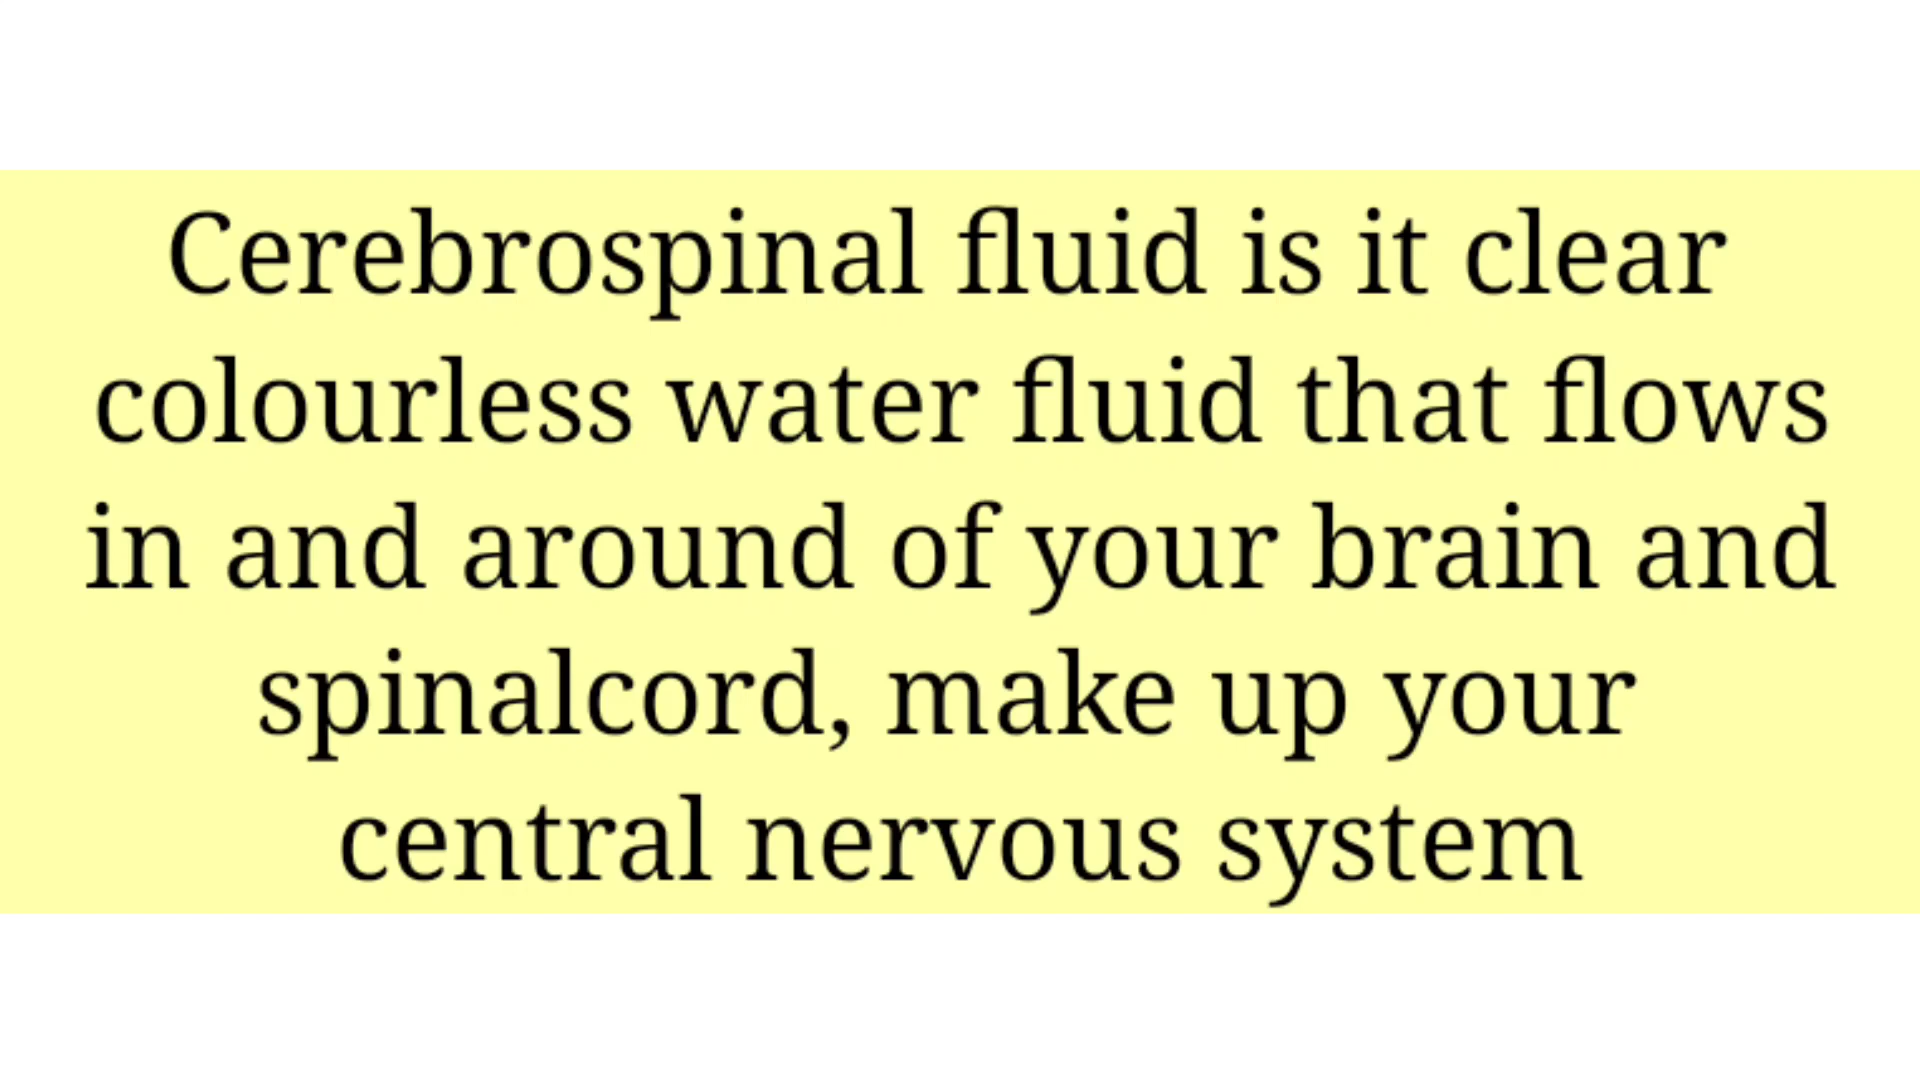 Cerebrospinal fluid is it clear
colourless water fluid that flows
in and around of your brain and
spinalcord, make up your
central nervous system